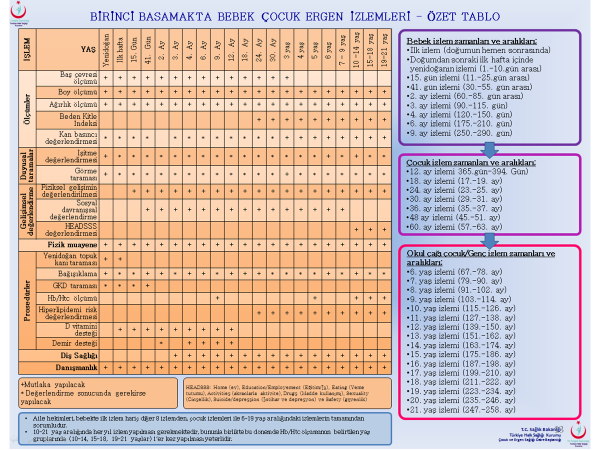 BİRİNCİ BASAMAKTA BEBEK ÇOCUK ERGEN İZLEMLERİ – ÖZET TABLO
İŞLEM
YAŞ
Yenidoğan
İlk hafta
15. Gün
41. Gün
2. Ay
3. Ay
4. Ay
6. Ay
9. Ay
12. Ay
18. Ay
24. Ay
30. Ay
3 yaş
4 yaş
5 yaş
6 yaş
7 - 9 yaş
10 -14 yaş
15-18 yaş
19-21 yaş
Ölçümler
Baş çevresi
ölçümü
Boy ölçümü
Ağırlık ölçümü
Beden Kitle
İndeksi
Kan basıncı
değerlendirmesi
Duyusal
taramalar
İşitme
değerlendirmesi
Görme
taraması
Gelişimsel
değerlendirme
Fiziksel gelişimin
değerlendirilmesi
Sosyal
davranışsal
değerlendirme
HEADSSS
değerlendirmesi
Fizik muayene
Prosedürler
Yenidoğan topuk
kanı taraması
Bağışıklama
GKD taraması
Hb/Htc ölçümü
Hiperlipidemi risk
değerlendirmesi
D vitamini
desteği
Demir desteği
Diş Sağlığı
Danışmanlık
+Mutlaka yapılacak
* Değerlendirme sonucunda gerekirse
yapılacak
HEADSSS: Home (ev), Education/Employement (Eğitim/İş), Eating (Yeme
tutumu), Activities (akranlarla aktivite), Drugs (Madde kullanımı), Sexuality
(Cinsellik), Suicide/depression (İntihar ve depresyon) ve Safety (güvenlik)
• Aile hekimleri, bebekte ilk izlem hariç diğer 8 izlemden, çocuk izlemleri ile 6-19 yaş aralığındaki izlemlerin tamamından
sorumludur.
• 10-21 yaş aralığında her yıl izlem yapılması gerekmektedir, bununla birlikte bu dönemde Hb/Htc ölçümünün belirtilen yaş
gruplarında (10-14, 15-18, 19-21 yaşlar) 1'er kez yapılması yeterlidir.
Bebek izlem zamanları ve aralıkları:
•İlk izlem (doğumun hemen sonrasında)
•Doğumdan sonraki ilk hafta içinde
yenidoğanın izlemi (1.-10.gün arası)
•15. gün izlemi (11.-25.gün arası)
•41. gün izlemi (30.-55. gün arası)
•2. ay izlemi (60.-85. gün arası)
•3. ay izlemi (90.-115. gün)
•4. ay izlemi (120.-150. gün)
•6. ay izlemi (175.-210. gün)
•9. ay izlemi (250.-290. gün)
Çocuk izlem zamanları ve aralıkları:
•12. ay izlemi 365.gün-394. Gün)
•18. ay izlemi (17.-19. ay)
•24. ay izlemi (23.-25. ay)
•30. ay izlemi (29.-31. ay)
•36. ay izlemi (35.-37. ay)
•48 ay izlemi (45.-51. ay)
•60. ay izlemi (57.-63. ay)
Okul çağı çocuk/Genç izlem zamanları ve
aralıkları:
•6. yaş izlemi (67.-78. ay)
•7. yaş izlemi (79.-90. ay)
•8. yaş izlemi (91.-102. ay)
•9. yaş izlemi (103.-114. ay)
•10. yaş izlemi (115.-126. ay)
•11. yaş izlemi (127.-138. ay)
•12. yaş izlemi (139.-150. ay)
•13. yaş izlemi (151.-162. ay)
•14. yaş izlemi (163.-174. ay)
•15. yaş izlemi (175.-186. ay)
•16. yaş izlemi (187.-198. ay)
•17. yaş izlemi (199.-210. ay)
•18. yaş izlemi (211.-222. ay)
•19. yaş izlemi (223.-234. ay)
•20. yaş izlemi (235.-246. ay)
•21. yaş izlemi (247.-258. ay)
T.C. Sağlık Bakanlığı
Türkiye Halk Sağlığı Kurumu
Çocuk ve Ergen Sağlığı Daire Başkanlığı